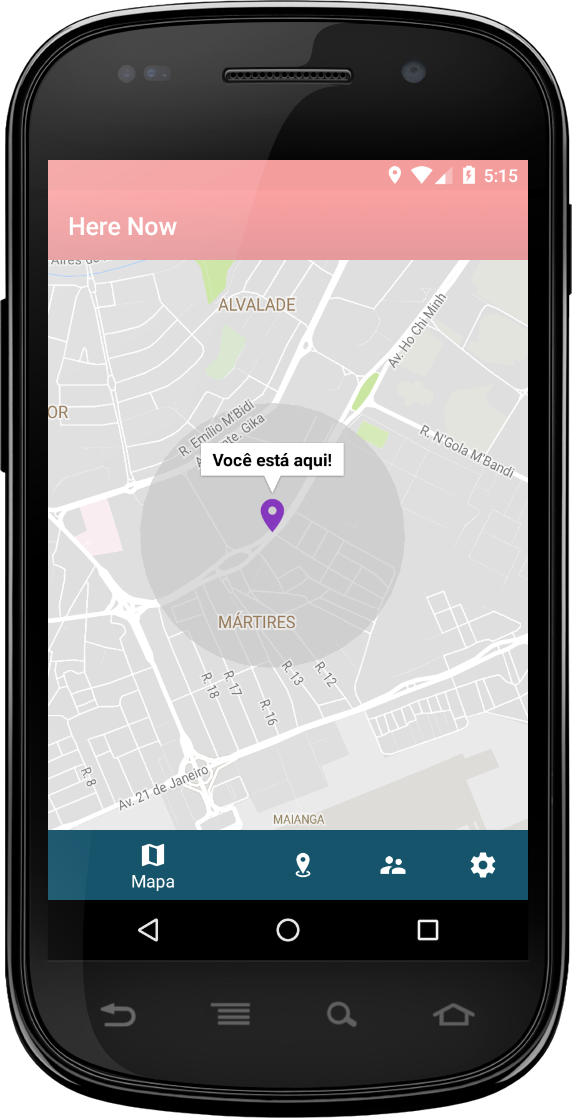 5:15
Here Now
Aires de
ALVALADE
Av. Ho Chi Minh
OR
R. Emílio M'Bidi
Gika
R. N'Gola M'Bandi
Você está aqui!
MÁRTIRES
R. 18
R. 17
R. 16
R. 13
R. 12
R. 8
Av. 21 de Janeiro
MAIANGA
Mapa